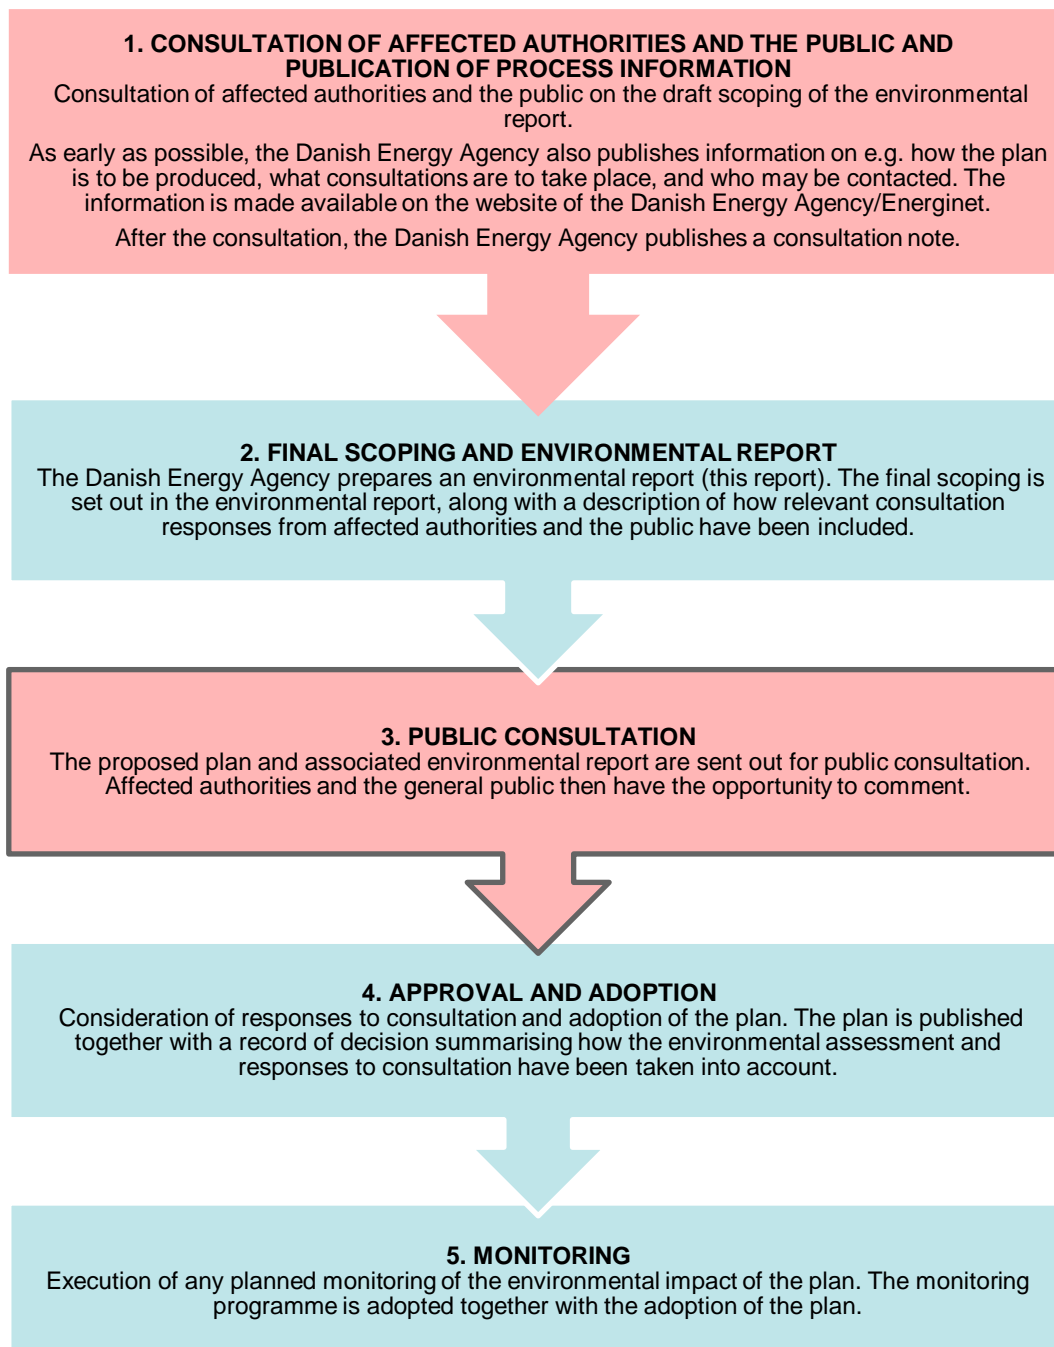 1. CONSULTATION OF AFFECTED AUTHORITIES AND THE PUBLIC AND
PUBLICATION OF PROCESS INFORMATION
Consultation of affected authorities and the public on the draft scoping of the environmental
report.
As early as possible, the Danish Energy Agency also publishes information on e.g. how the plan
is to be produced, what consultations are to take place, and who may be contacted. The
information is made available on the website of the Danish Energy Agency/Energinet.
After the consultation, the Danish Energy Agency publishes a consultation note.
2. FINAL SCOPING AND ENVIRONMENTAL REPORT
The Danish Energy Agency prepares an environmental report (this report). The final scoping is
set out in the environmental report, along with a description of how relevant consultation
responses from affected authorities and the public have been included.
3. PUBLIC CONSULTATION
The proposed plan and associated environmental report are sent out for public consultation.
Affected authorities and the general public then have the opportunity to comment.
4. APPROVAL AND ADOPTION
Consideration of responses to consultation and adoption of the plan. The plan is published
together with a record of decision summarising how the environmental assessment and
responses to consultation have been taken into account.
5. MONITORING
Execution of any planned monitoring of the environmental impact of the plan. The monitoring
programme is adopted together with the adoption of the plan.